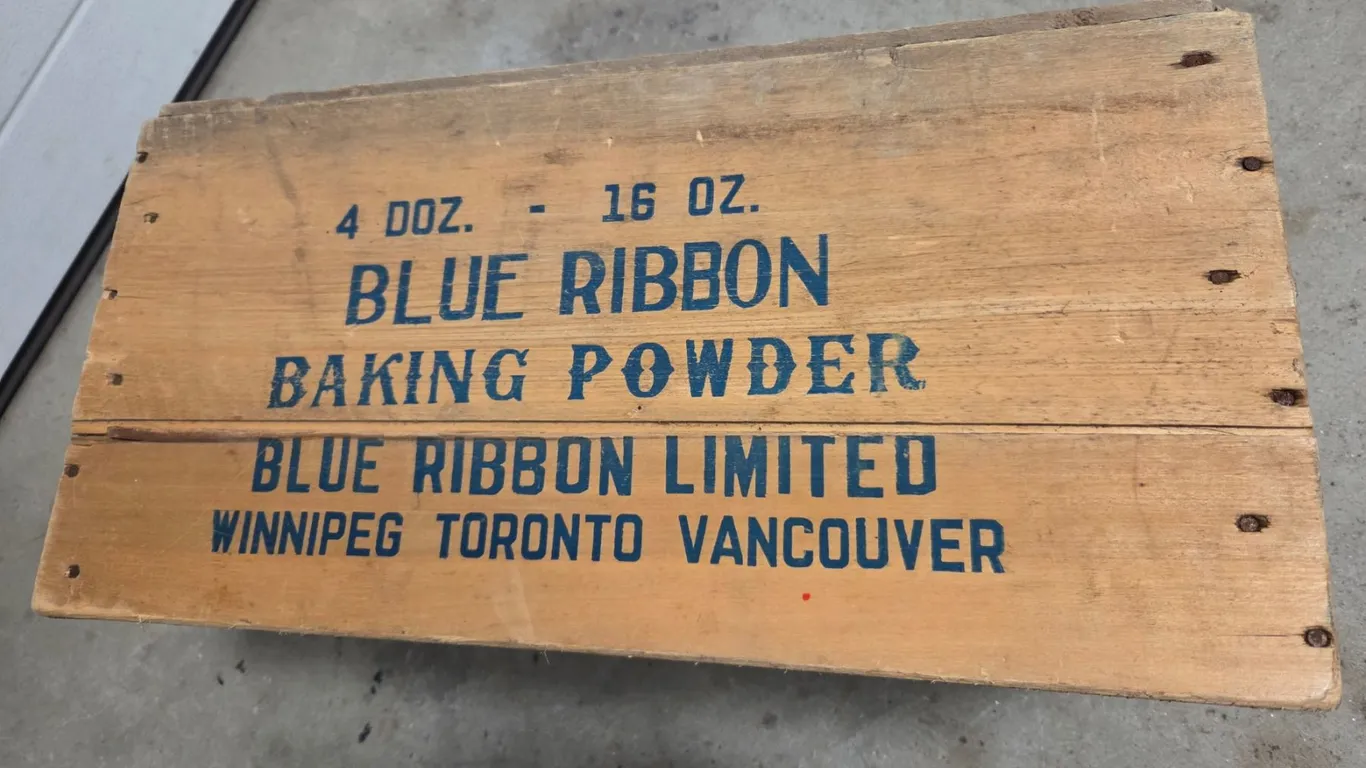 4 DOZ. - 16 OZ.
BLUE RIBBON
BAKING POWDER
BLUE RIBBON LIMITED
WINNIPEG TORONTO VANCOUVER